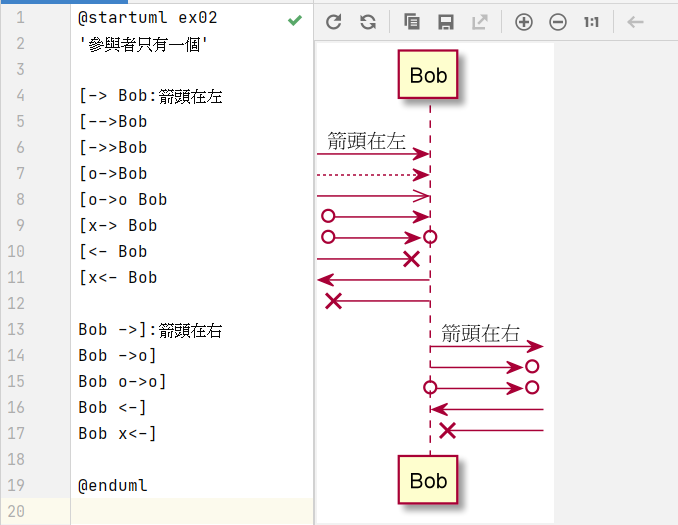 1 @startuml ex02
2 '參與者只有一個'
3
4 [-> Bob:箭頭在左
5 [-->Bob
6 [->>Bob
7 [o->Bob
8 [o->o Bob
9 [x-> Bob
10 [<- Bob
11 [x<- Bob
12
13 Bob ->]:箭頭在右
14 Bob ->o]
15 Bob o->o]
16 Bob <-]
17 Bob x<-]
18
19 @enduml
20
1:1
Bob
箭頭在左
箭頭在右
Bob